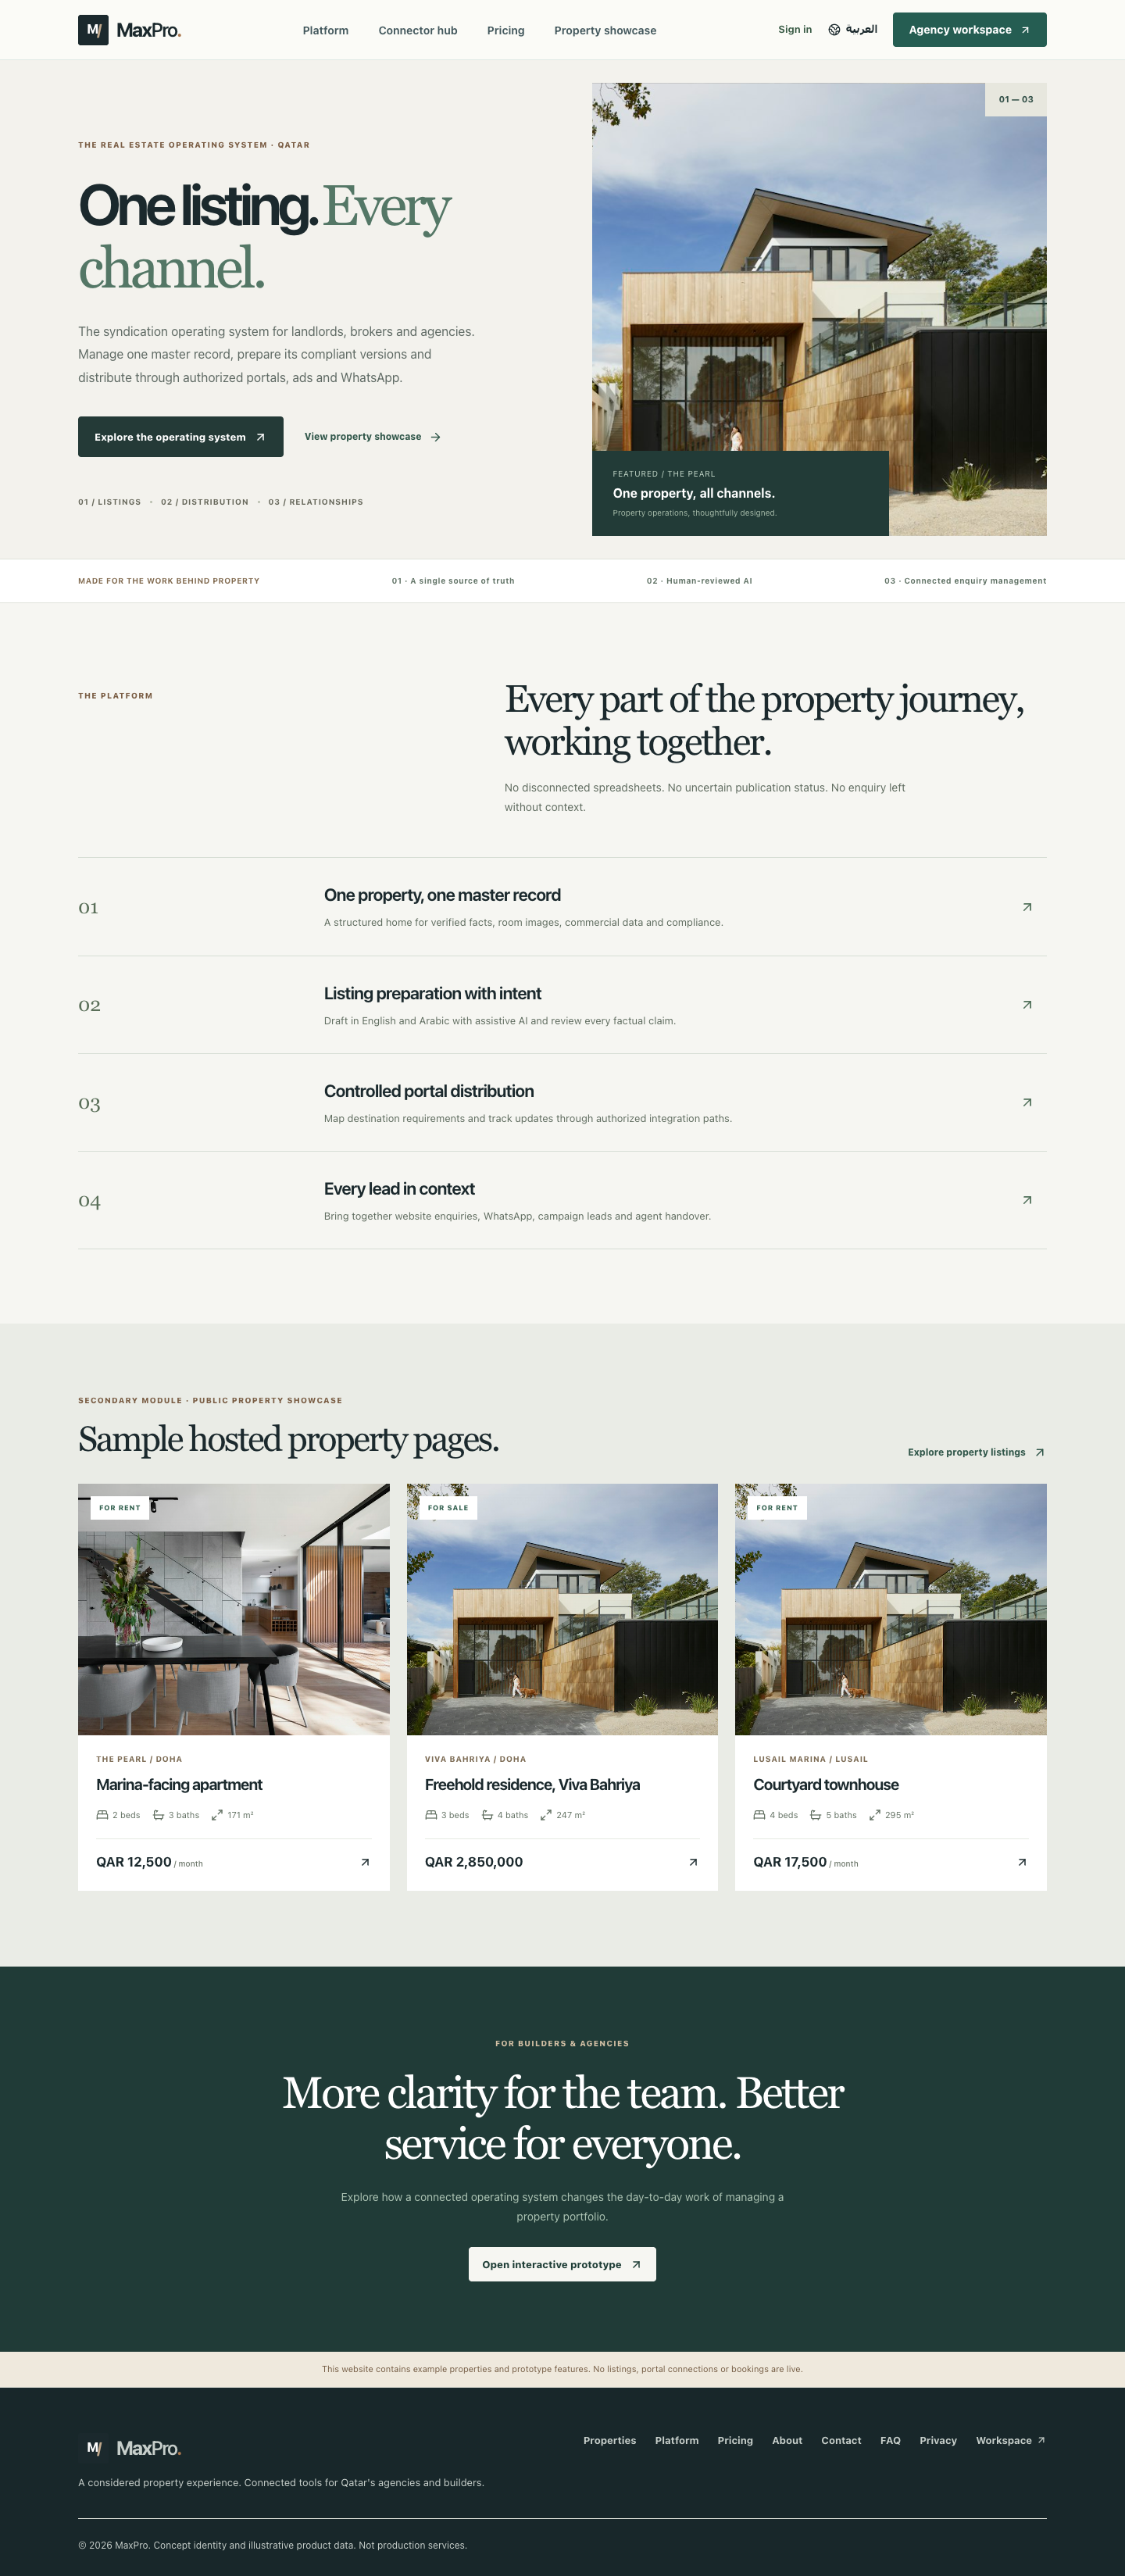 M/ MaxPro.
Platform
Connector hub
Pricing
Property showcase
Sign in
العربية
Agency workspace
THE REAL ESTATE OPERATING SYSTEM · QATAR
One listing. Every
channel.
The syndication operating system for landlords, brokers and agencies.
Manage one master record, prepare its compliant versions and
distribute through authorized portals, ads and WhatsApp.
Explore the operating system
View property showcase
01 / LISTINGS • 02 / DISTRIBUTION • 03 / RELATIONSHIPS
01 — 03
FEATURED / THE PEARL
One property, all channels.
Property operations, thoughtfully designed.
MADE FOR THE WORK BEHIND PROPERTY
01 · A single source of truth
02 · Human-reviewed AI
03 · Connected enquiry management
THE PLATFORM
Every part of the property journey,
working together.
No disconnected spreadsheets. No uncertain publication status. No enquiry left
without context.
01
One property, one master record
A structured home for verified facts, room images, commercial data and compliance.
02
Listing preparation with intent
Draft in English and Arabic with assistive AI and review every factual claim.
03
Controlled portal distribution
Map destination requirements and track updates through authorized integration paths.
04
Every lead in context
Bring together website enquiries, WhatsApp, campaign leads and agent handover.
SECONDARY MODULE · PUBLIC PROPERTY SHOWCASE
Sample hosted property pages.
Explore property listings
FOR RENT
THE PEARL / DOHA
Marina-facing apartment
2 beds 3 baths 171 m²
QAR 12,500 / month
FOR SALE
VIVA BAHRIYA / DOHA
Freehold residence, Viva Bahriya
3 beds 4 baths 247 m²
QAR 2,850,000
FOR RENT
LUSAIL MARINA / LUSAIL
Courtyard townhouse
4 beds 5 baths 295 m²
QAR 17,500 / month
FOR BUILDERS & AGENCIES
More clarity for the team. Better
service for everyone.
Explore how a connected operating system changes the day-to-day work of managing a
property portfolio.
Open interactive prototype
This website contains example properties and prototype features. No listings, portal connections or bookings are live.
M/ MaxPro.
A considered property experience. Connected tools for Qatar's agencies and builders.
Properties
Platform
Pricing
About
Contact
FAQ
Privacy
Workspace
© 2026 MaxPro. Concept identity and illustrative product data. Not production services.